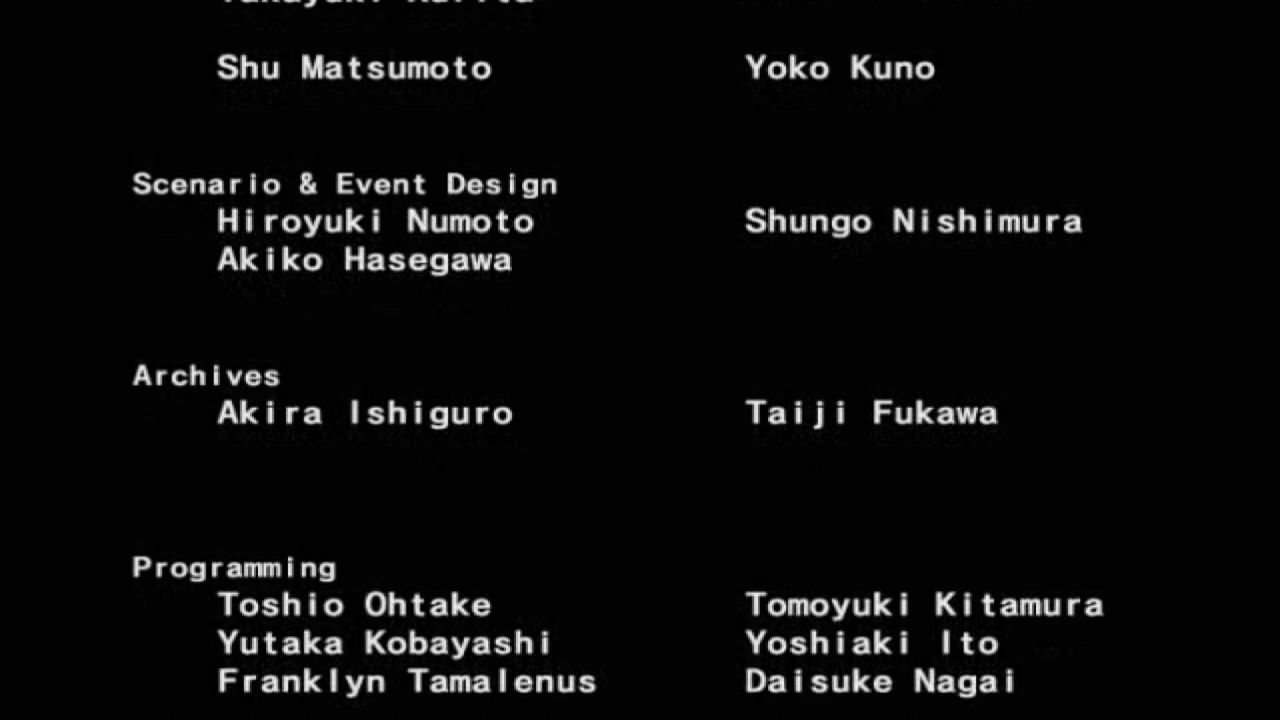 Shu Matsumoto Yoko Kuno
Scenario & Event Design
Hiroyuki Numoto Shungo Nishimura
Akiko Hasegawa
Archives
Akira Ishiguro Taiji Fukawa
Programming
Toshio Ohtake Tomoyuki Kitamura
Yutaka Kobayashi Yoshiaki Ito
Franklyn Tamalenus Daisuke Nagai